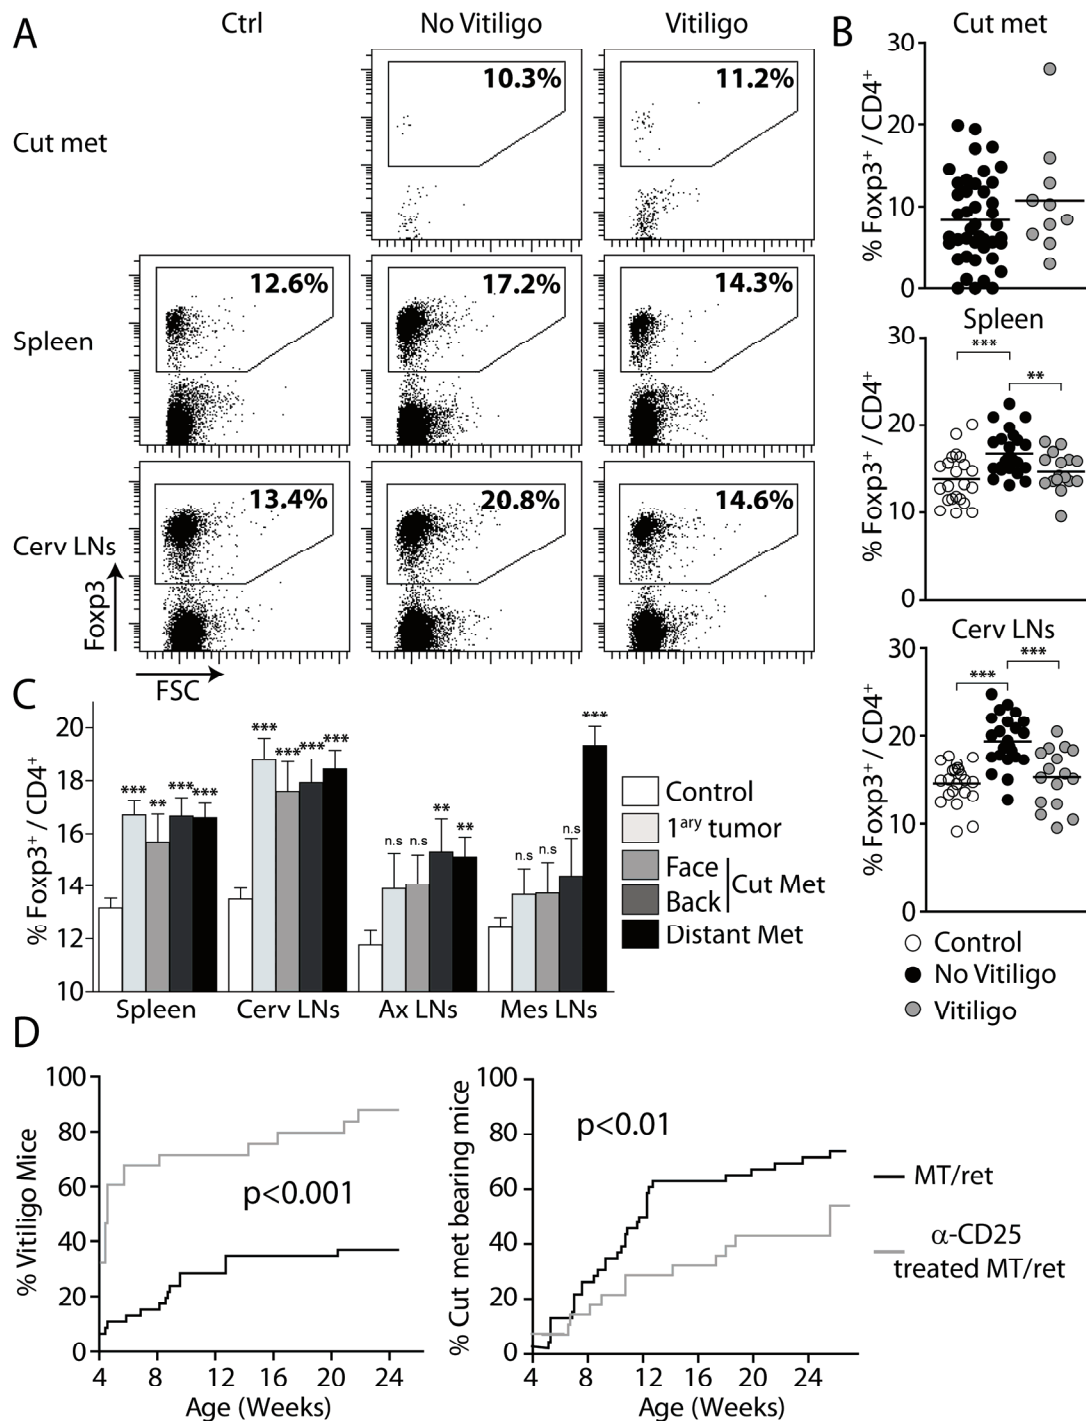 A
Ctrl
No Vitiligo
Vitiligo
Cut met
10.3%
11.2%
Spleen
12.6%
17.2%
14.3%
Cerv LNs
13.4%
20.8%
14.6%
Foxp3
FSC
B
Cut met
% Foxp3⁺ / CD4⁺
30
20
10
0
Spleen
% Foxp3⁺ / CD4⁺
30
20
10
0
***
**
Cerv LNs
% Foxp3⁺ / CD4⁺
30
20
10
0
***
***
Control
No Vitiligo
Vitiligo
C
% Foxp3⁺ / CD4⁺
20
18
16
14
12
10
*** ** *** ***
*** *** *** ***
n.s n.s ** **
n.s n.s n.s ***
Spleen
Cerv LNs
Ax LNs
Mes LNs
Control
1ᵃʳʸ tumor
Face
Back
Cut Met
Distant Met
D
% Vitiligo Mice
100
80
60
40
20
0
p<0.001
4 8 12 16 20 24
Age (Weeks)
% Cut met bearing mice
100
80
60
40
20
0
p<0.01
4 8 12 16 20 24
Age (Weeks)
MT/ret
α-CD25
treated MT/ret